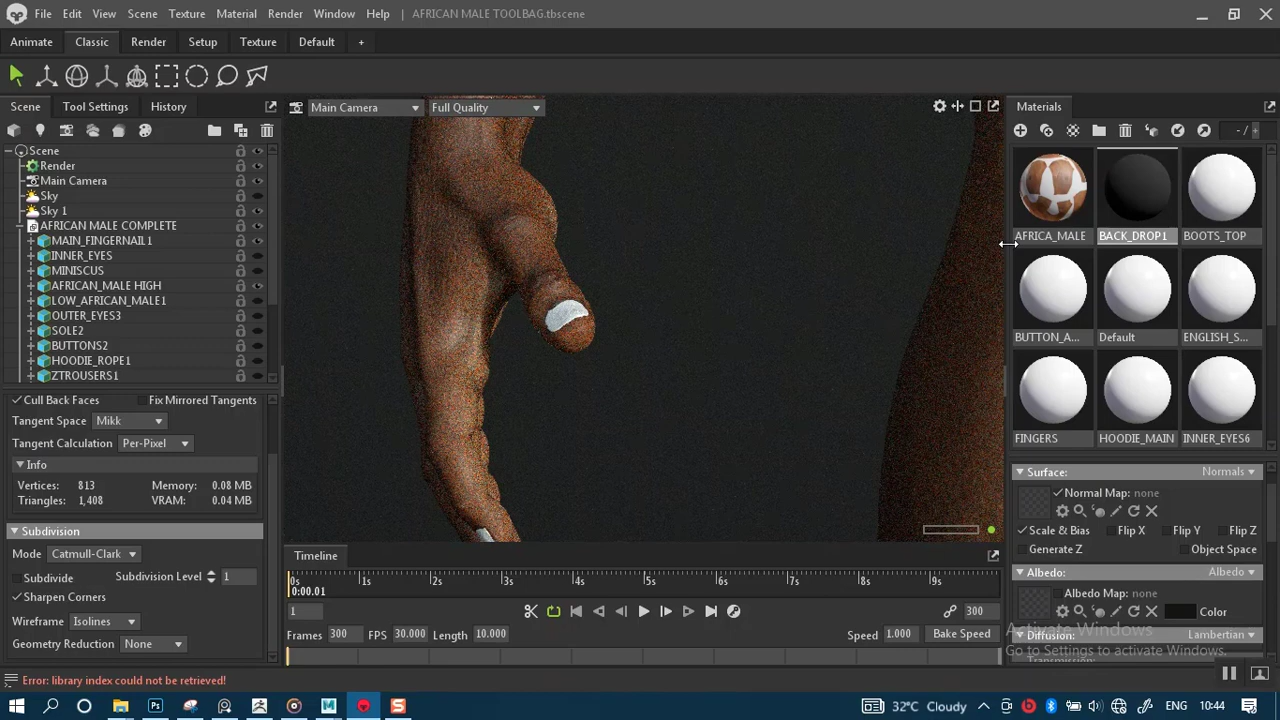 File Edit View Scene Texture Material Render Window Help AFRICAN MALE TOOLBAG.tbscene
Animate Classic Render Setup Texture Default +
Scene Tool Settings History
Main Camera Full Quality
Materials
- / +
Scene
Render
Main Camera
Sky
Sky 1
AFRICAN MALE COMPLETE
MAIN_FINGERNAIL1
INNER_EYES
MINISCUS
AFRICAN_MALE HIGH
LOW_AFRICAN_MALE1
OUTER_EYES3
SOLE2
BUTTONS2
HOODIE_ROPE1
ZTROUSERS1
Cull Back Faces Fix Mirrored Tangents
Tangent Space Mikk
Tangent Calculation Per-Pixel
Info
Vertices: 813 Memory: 0.08 MB
Triangles: 1,408 VRAM: 0.04 MB
Subdivision
Mode Catmull-Clark
Subdivide Subdivision Level 1
Sharpen Corners
Wireframe Isolines
Geometry Reduction None
AFRICA_MALE BACK_DROP1 BOOTS_TOP
BUTTON_A... Default ENGLISH_S...
FINGERS HOODIE_MAIN INNER_EYES6
Surface: Normals
Normal Map: none
Scale & Bias Flip X Flip Y Flip Z
Generate Z Object Space
Albedo: Albedo
Albedo Map: none
Color
Diffusion: Lambertian
Activate Windows
Go to Settings to activate Windows.
Timeline
0s 1s 2s 3s 4s 5s 6s 7s 8s 9s
0:00.01
1 300
Frames 300 FPS 30.000 Length 10.000 Speed 1.000 Bake Speed
Error: library index could not be retrieved!
32°C Cloudy ENG 10:44